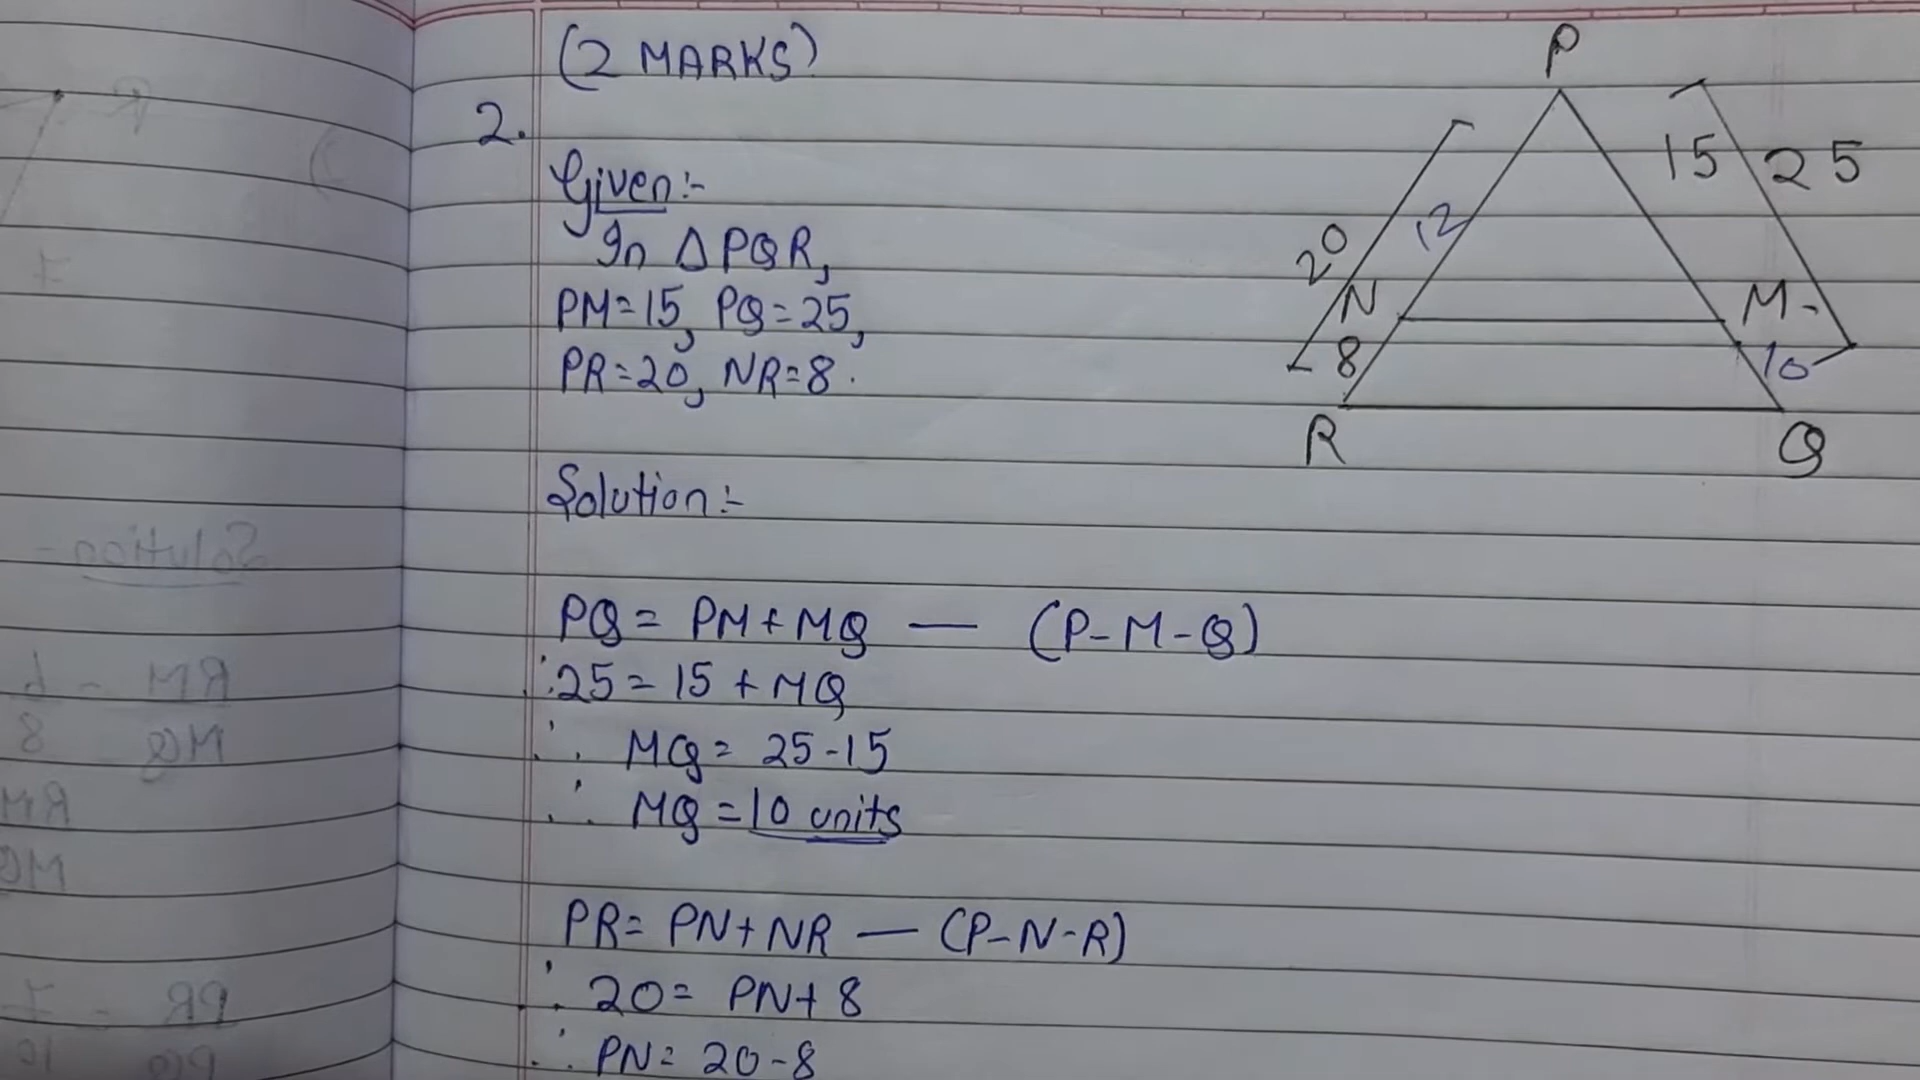 (2 MARKS)
2.
Given:-
In Δ PQR,
PM=15, PQ=25,
PR=20, NR=8.
P
15
25
20
12
N
M
8
10
R
Q
Solution:-
PQ = PM + MQ — (P-M-Q)
∴ 25 = 15 + MQ
∴ MQ = 25-15
∴ MQ = 10 units
PR = PN + NR — (P-N-R)
∴ 20 = PN + 8
∴ PN = 20-8